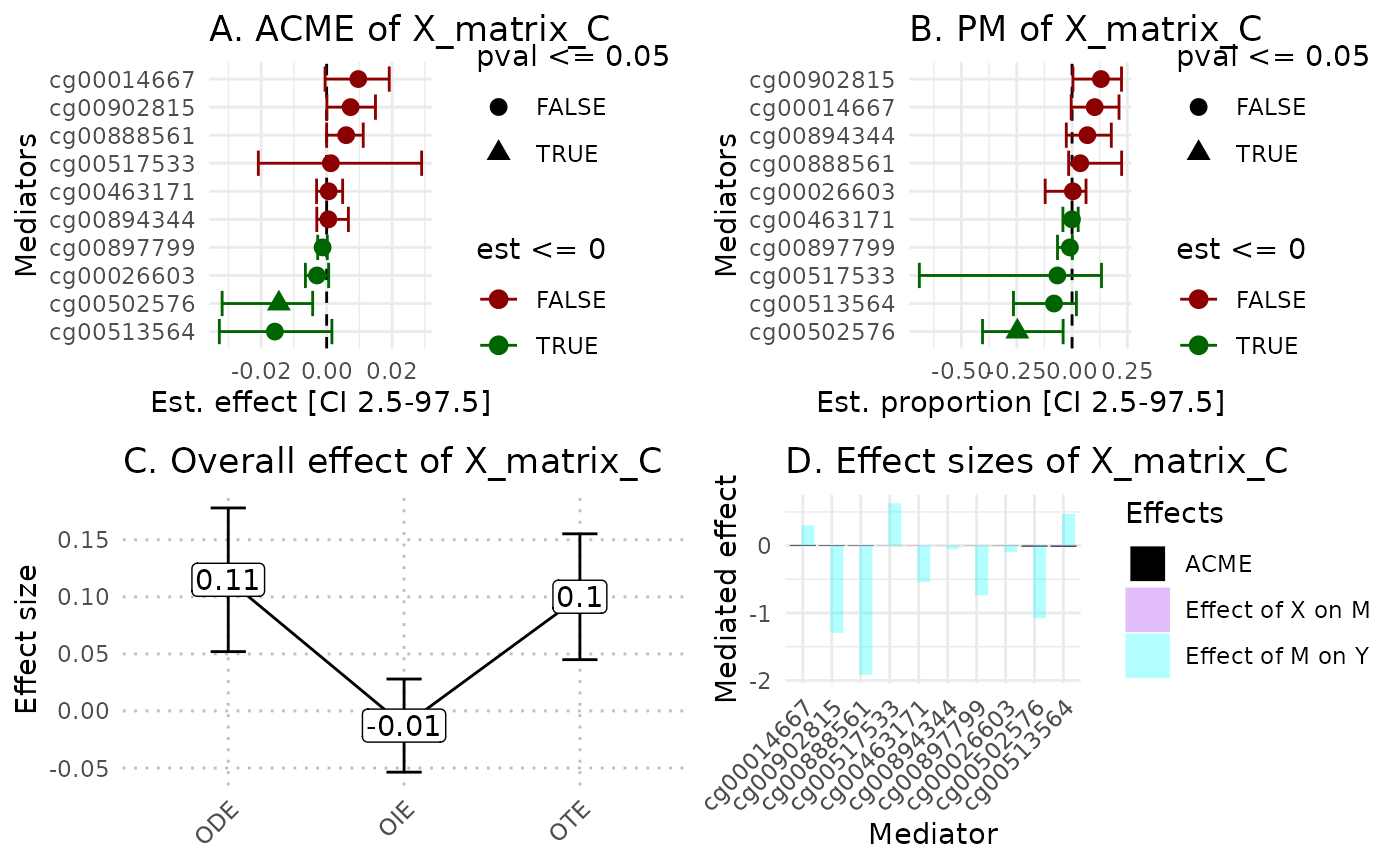 A. ACME of X_matrix_C
Mediators
cg00014667
cg00902815
cg00888561
cg00517533
cg00463171
cg00894344
cg00897799
cg00026603
cg00502576
cg00513564
-0.02 0.00 0.02
Est. effect [CI 2.5-97.5]
pval <= 0.05
FALSE
TRUE
est <= 0
FALSE
TRUE
B. PM of X_matrix_C
Mediators
cg00902815
cg00014667
cg00894344
cg00888561
cg00026603
cg00463171
cg00897799
cg00517533
cg00513564
cg00502576
-0.50 -0.25 0.00 0.25
Est. proportion [CI 2.5-97.5]
pval <= 0.05
FALSE
TRUE
est <= 0
FALSE
TRUE
C. Overall effect of X_matrix_C
Effect size
0.15
0.10
0.05
0.00
-0.05
0.11
-0.01
0.1
ODE
OIE
OTE
D. Effect sizes of X_matrix_C
Mediated effect
0
-1
-2
cg00014667
cg00902815
cg00888561
cg00517533
cg00463171
cg00894344
cg00897799
cg00026603
cg00502576
cg00513564
Mediator
Effects
ACME
Effect of X on M
Effect of M on Y